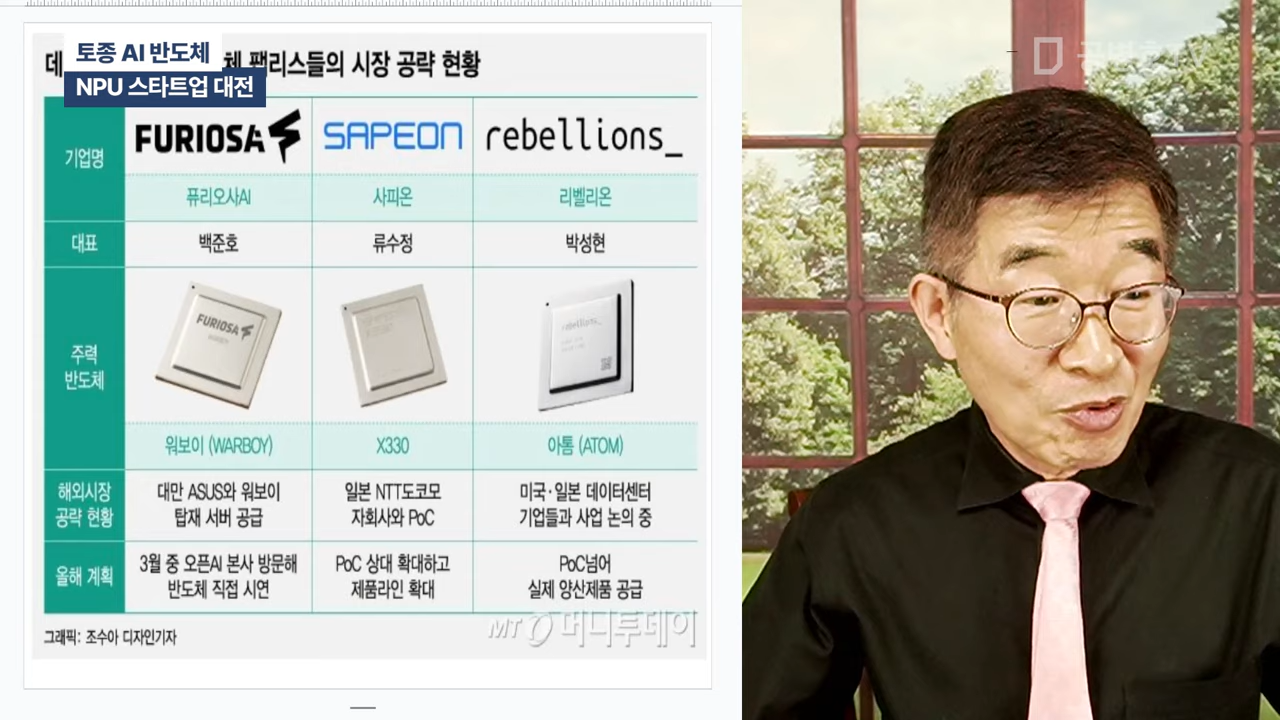 토종 AI 반도체
NPU 스타트업 대전
데
체 팹리스들의 시장 공략 현황
기업명
FURIOSA
SAPEON
rebellions_
퓨리오사AI
사피온
리벨리온
대표
백준호
류수정
박성현
주력
반도체
FURIOSA
rebellions_
워보이 (WARBOY)
X330
아톰 (ATOM)
해외시장
공략 현황
대만 ASUS와 워보이
탑재 서버 공급
일본 NTT도코모
자회사와 PoC
미국·일본 데이터센터
기업들과 사업 논의 중
올해 계획
3월 중 오픈AI 본사 방문해
반도체 직접 시연
PoC 상대 확대하고
제품라인 확대
PoC넘어
실제 양산제품 공급
그래픽: 조수아 디자인기자
MT 머니투데이